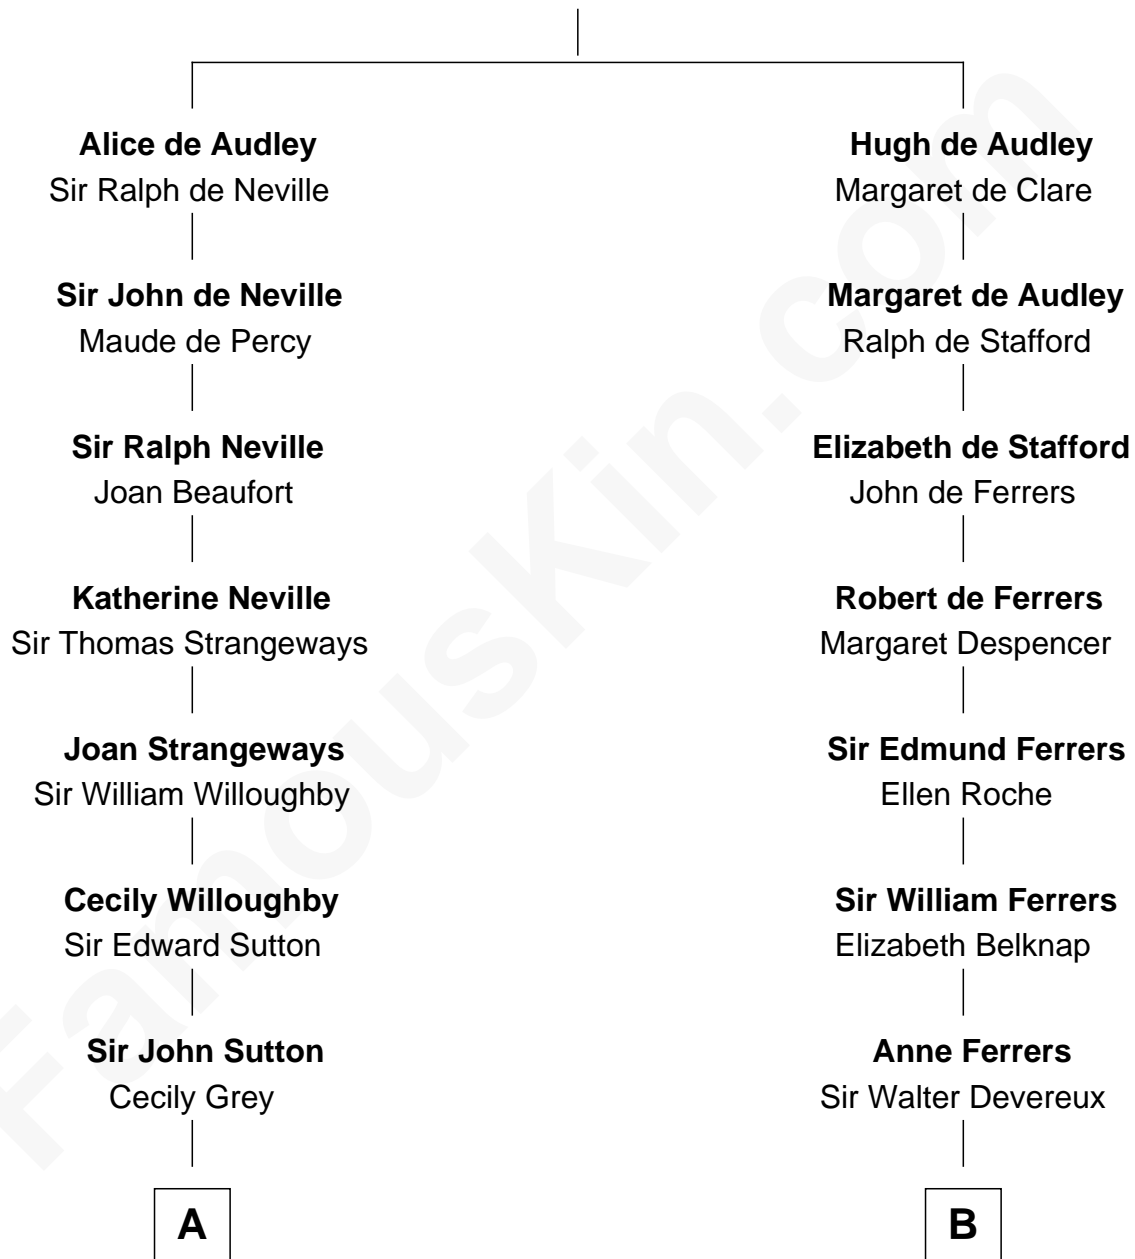 Alice de Audley
Sir Ralph de Neville
Sir John de Neville
Maude de Percy
Sir Ralph Neville
Joan Beaufort
Katherine Neville
Sir Thomas Strangeways
Joan Strangeways
Sir William Willoughby
Cecily Willoughby
Sir Edward Sutton
Sir John Sutton
Cecily Grey
A
Hugh de Audley
Margaret de Clare
Margaret de Audley
Ralph de Stafford
Elizabeth de Stafford
John de Ferrers
Robert de Ferrers
Margaret Despencer
Sir Edmund Ferrers
Ellen Roche
Sir William Ferrers
Elizabeth Belknap
Anne Ferrers
Sir Walter Devereux
B
FamousKin.com